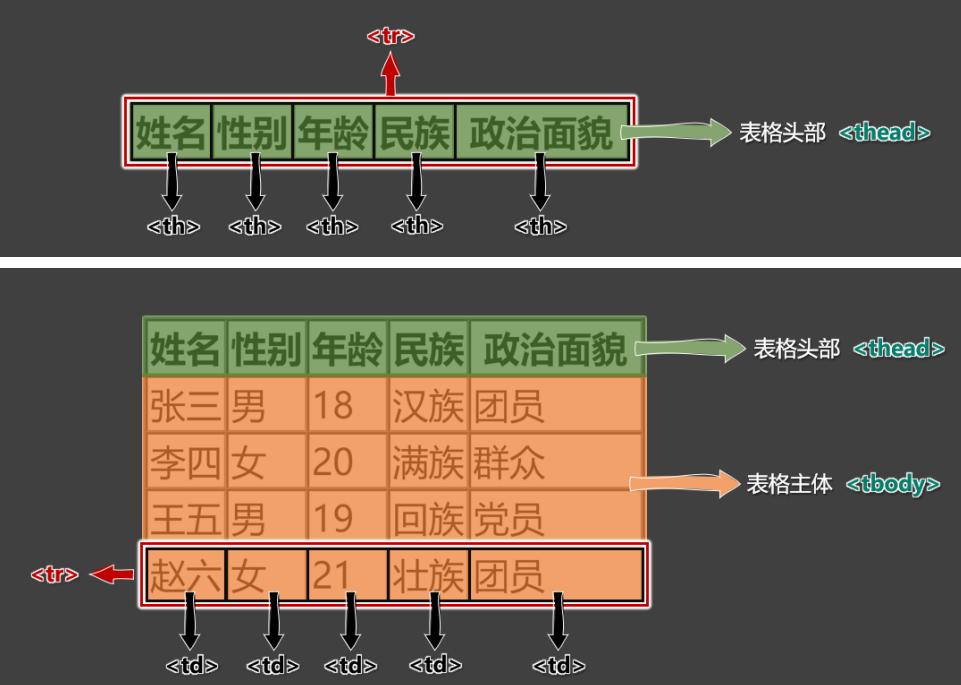 <tr>
姓名 性别 年龄 民族 政治面貌 表格头部 <thead>
<th> <th> <th> <th> <th>
姓名 性别 年龄 民族 政治面貌 表格头部 <thead>
张三 男 18 汉族 团员
李四 女 20 满族 群众 表格主体 <tbody>
王五 男 19 回族 党员
<tr> 赵六 女 21 壮族 团员
<td> <td> <td> <td> <td>